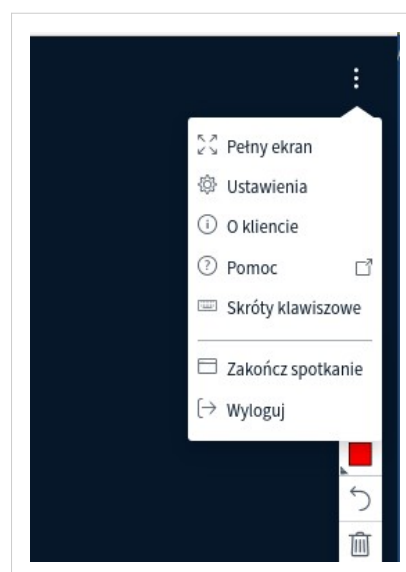 Pełny ekran
Ustawienia
O kliencie
Pomoc
Skróty klawiszowe
Zakończ spotkanie
Wyloguj